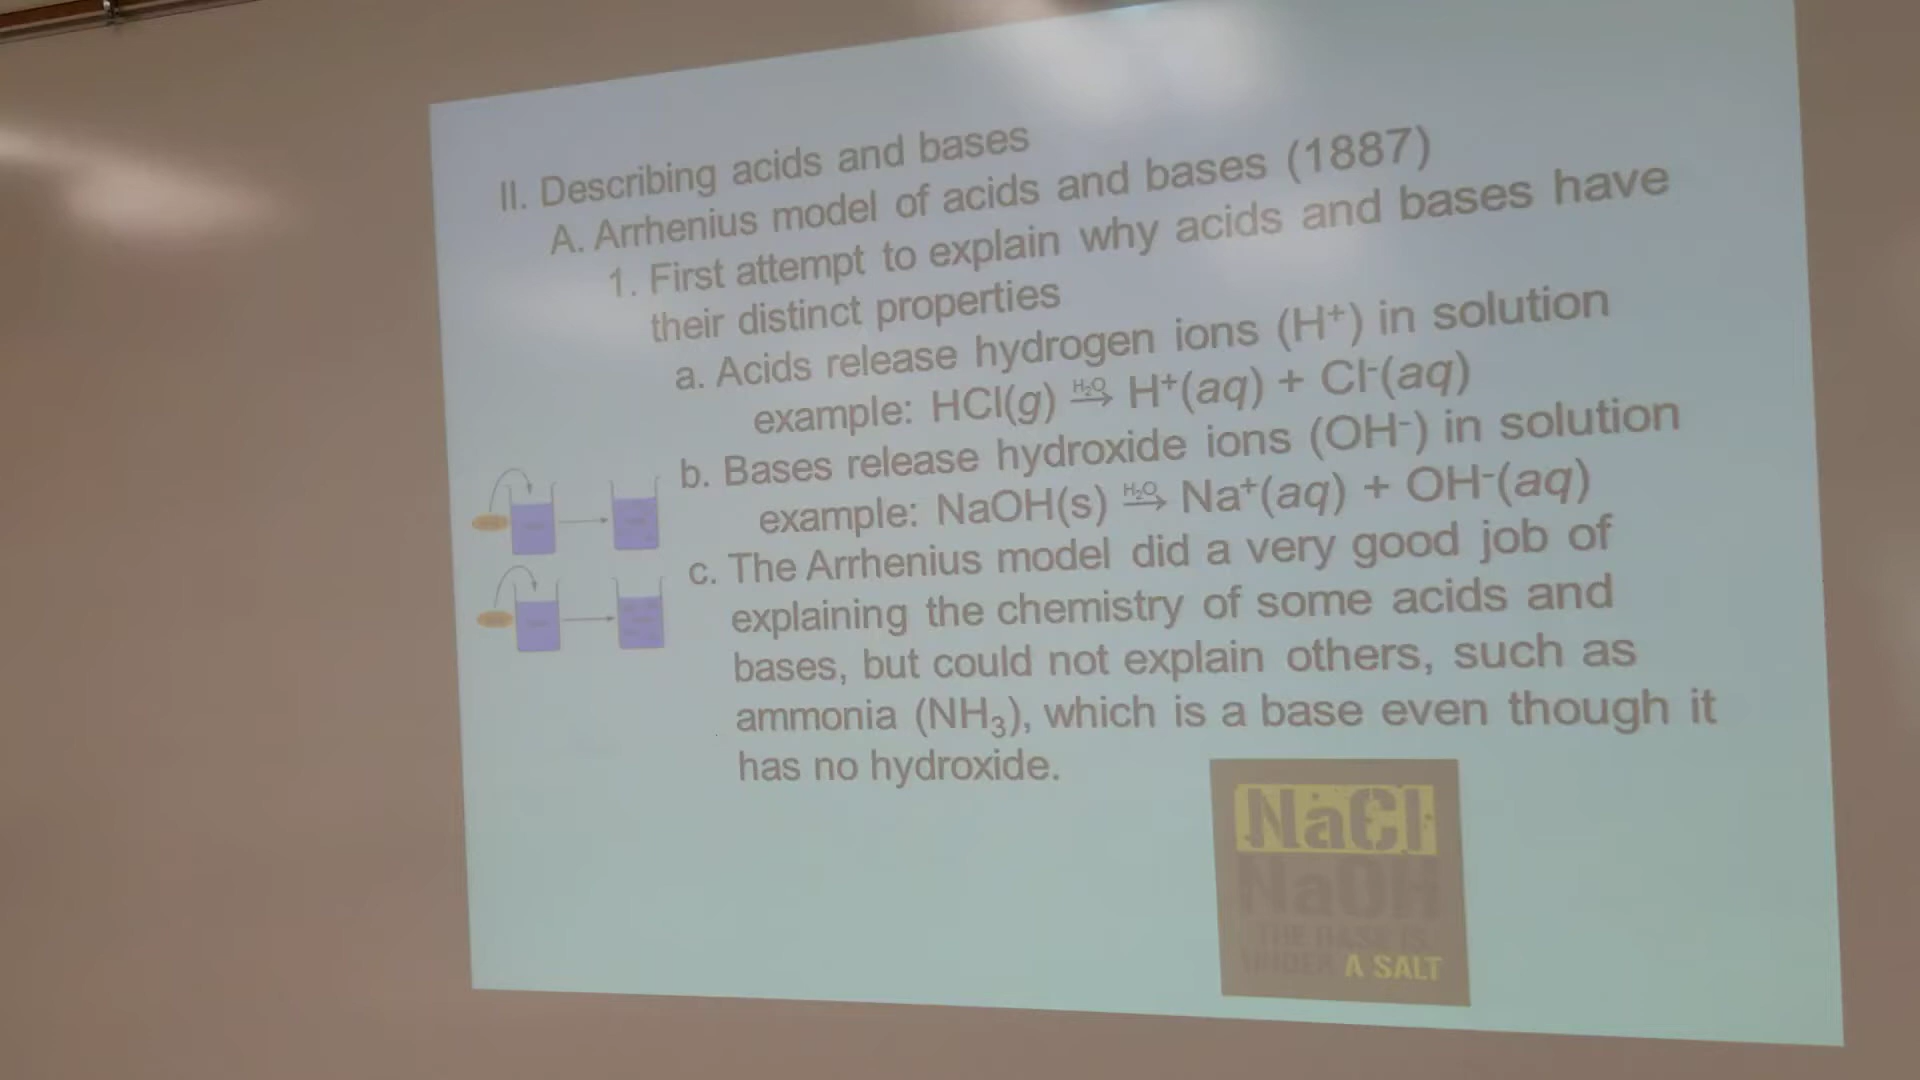 II. Describing acids and bases
A. Arrhenius model of acids and bases (1887)
1. First attempt to explain why acids and bases have
their distinct properties
a. Acids release hydrogen ions (H⁺) in solution
example: HCl(g) H₂O→ H⁺(aq) + Cl⁻(aq)
b. Bases release hydroxide ions (OH⁻) in solution
example: NaOH(s) H₂O→ Na⁺(aq) + OH⁻(aq)
c. The Arrhenius model did a very good job of
explaining the chemistry of some acids and
bases, but could not explain others, such as
ammonia (NH₃), which is a base even though it
has no hydroxide.
NaCl
NaOH
THE BASE IS
UNDER A SALT